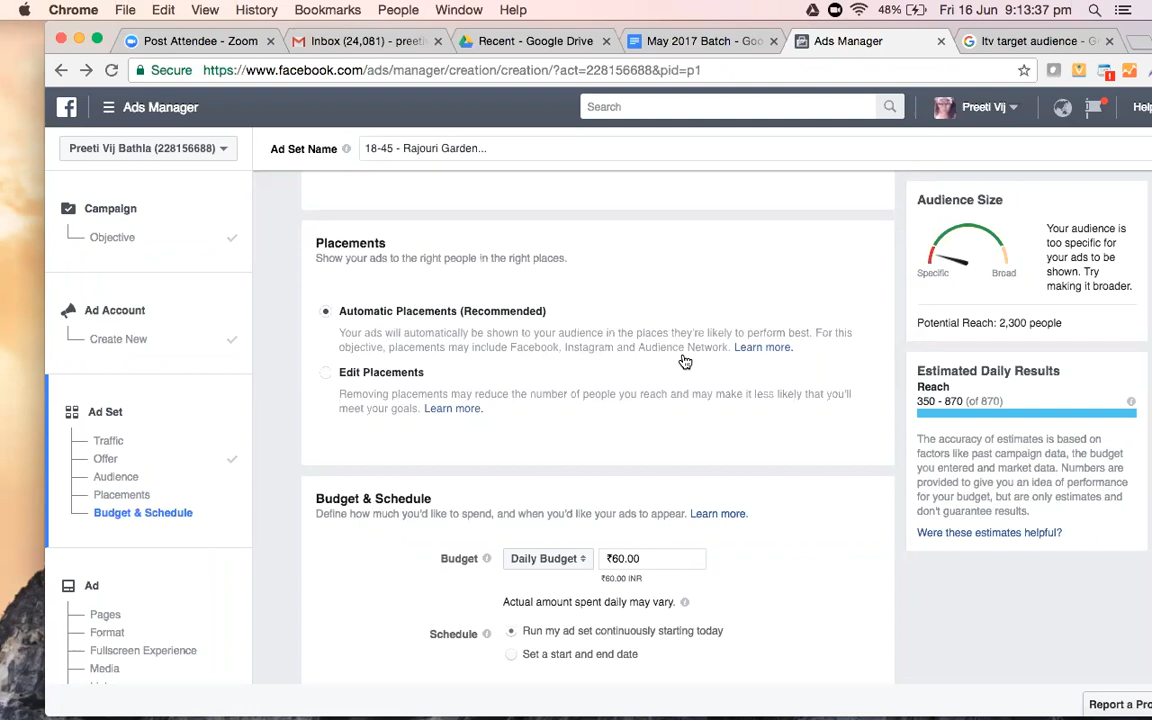 Chrome File Edit View History Bookmarks People Window Help 48% Fri 16 Jun 9:13:37 pm
Post Attendee - Zoom Inbox (24,081) - preeti Recent - Google Drive May 2017 Batch - Goo Ads Manager ltv target audience - G
Secure https://www.facebook.com/ads/manager/creation/creation/?act=228156688&pid=p1
Ads Manager Search Preeti Vij Help
Preeti Vij Bathla (228156688) Ad Set Name 18-45 - Rajouri Garden...
Campaign
Objective
Ad Account
Create New
Ad Set
Traffic
Offer
Audience
Placements
Budget & Schedule
Ad
Pages
Format
Fullscreen Experience
Media
Placements
Show your ads to the right people in the right places.
Automatic Placements (Recommended)
Your ads will automatically be shown to your audience in the places they're likely to perform best. For this
objective, placements may include Facebook, Instagram and Audience Network. Learn more.
Edit Placements
Removing placements may reduce the number of people you reach and may make it less likely that you'll
meet your goals. Learn more.
Budget & Schedule
Define how much you'd like to spend, and when you'd like your ads to appear. Learn more.
Budget Daily Budget ₹60.00
₹60.00 INR
Actual amount spent daily may vary.
Schedule Run my ad set continuously starting today
Set a start and end date
Audience Size
Specific Broad
Your audience is
too specific for
your ads to be
shown. Try
making it broader.
Potential Reach: 2,300 people
Estimated Daily Results
Reach
350 - 870 (of 870)
The accuracy of estimates is based on
factors like past campaign data, the budget
you entered and market data. Numbers are
provided to give you an idea of performance
for your budget, but are only estimates and
don't guarantee results.
Were these estimates helpful?
Report a Pro